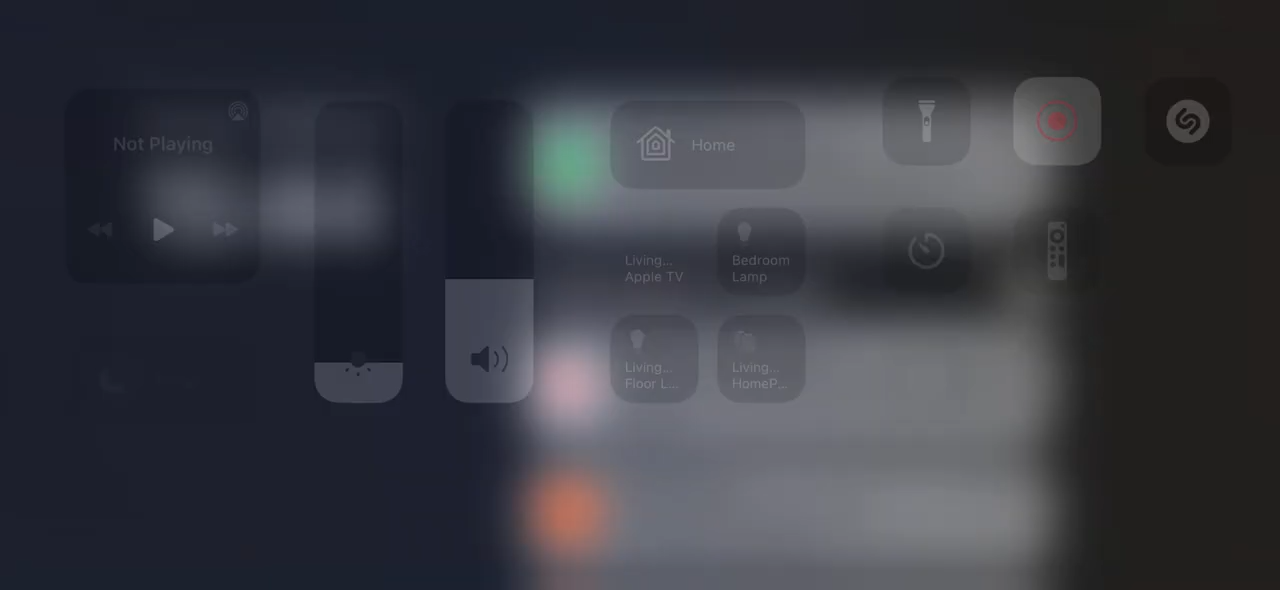 Not Playing
Home
Living...
Apple TV
Bedroom
Lamp
Living...
Floor L...
Living...
HomeP...